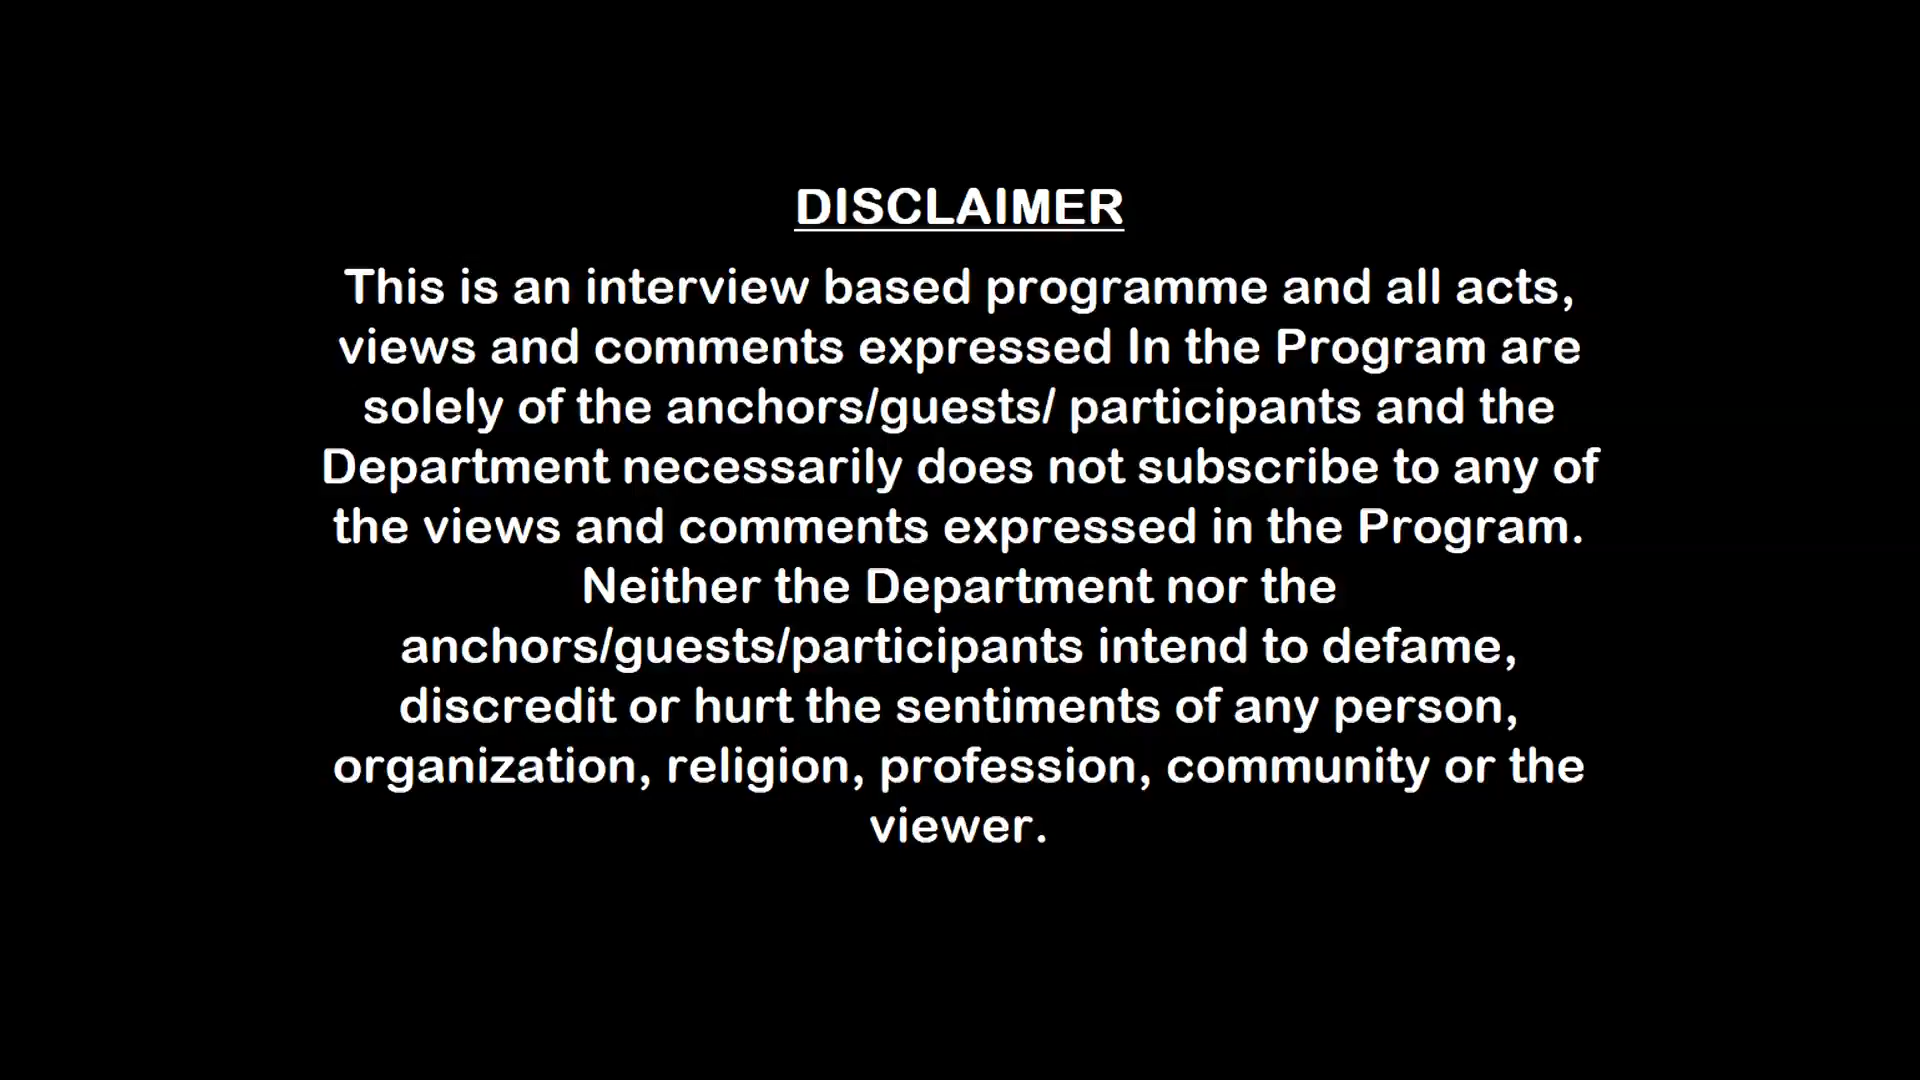 DISCLAIMER
This is an interview based programme and all acts,
views and comments expressed In the Program are
solely of the anchors/guests/ participants and the
Department necessarily does not subscribe to any of
the views and comments expressed in the Program.
Neither the Department nor the
anchors/guests/participants intend to defame,
discredit or hurt the sentiments of any person,
organization, religion, profession, community or the
viewer.